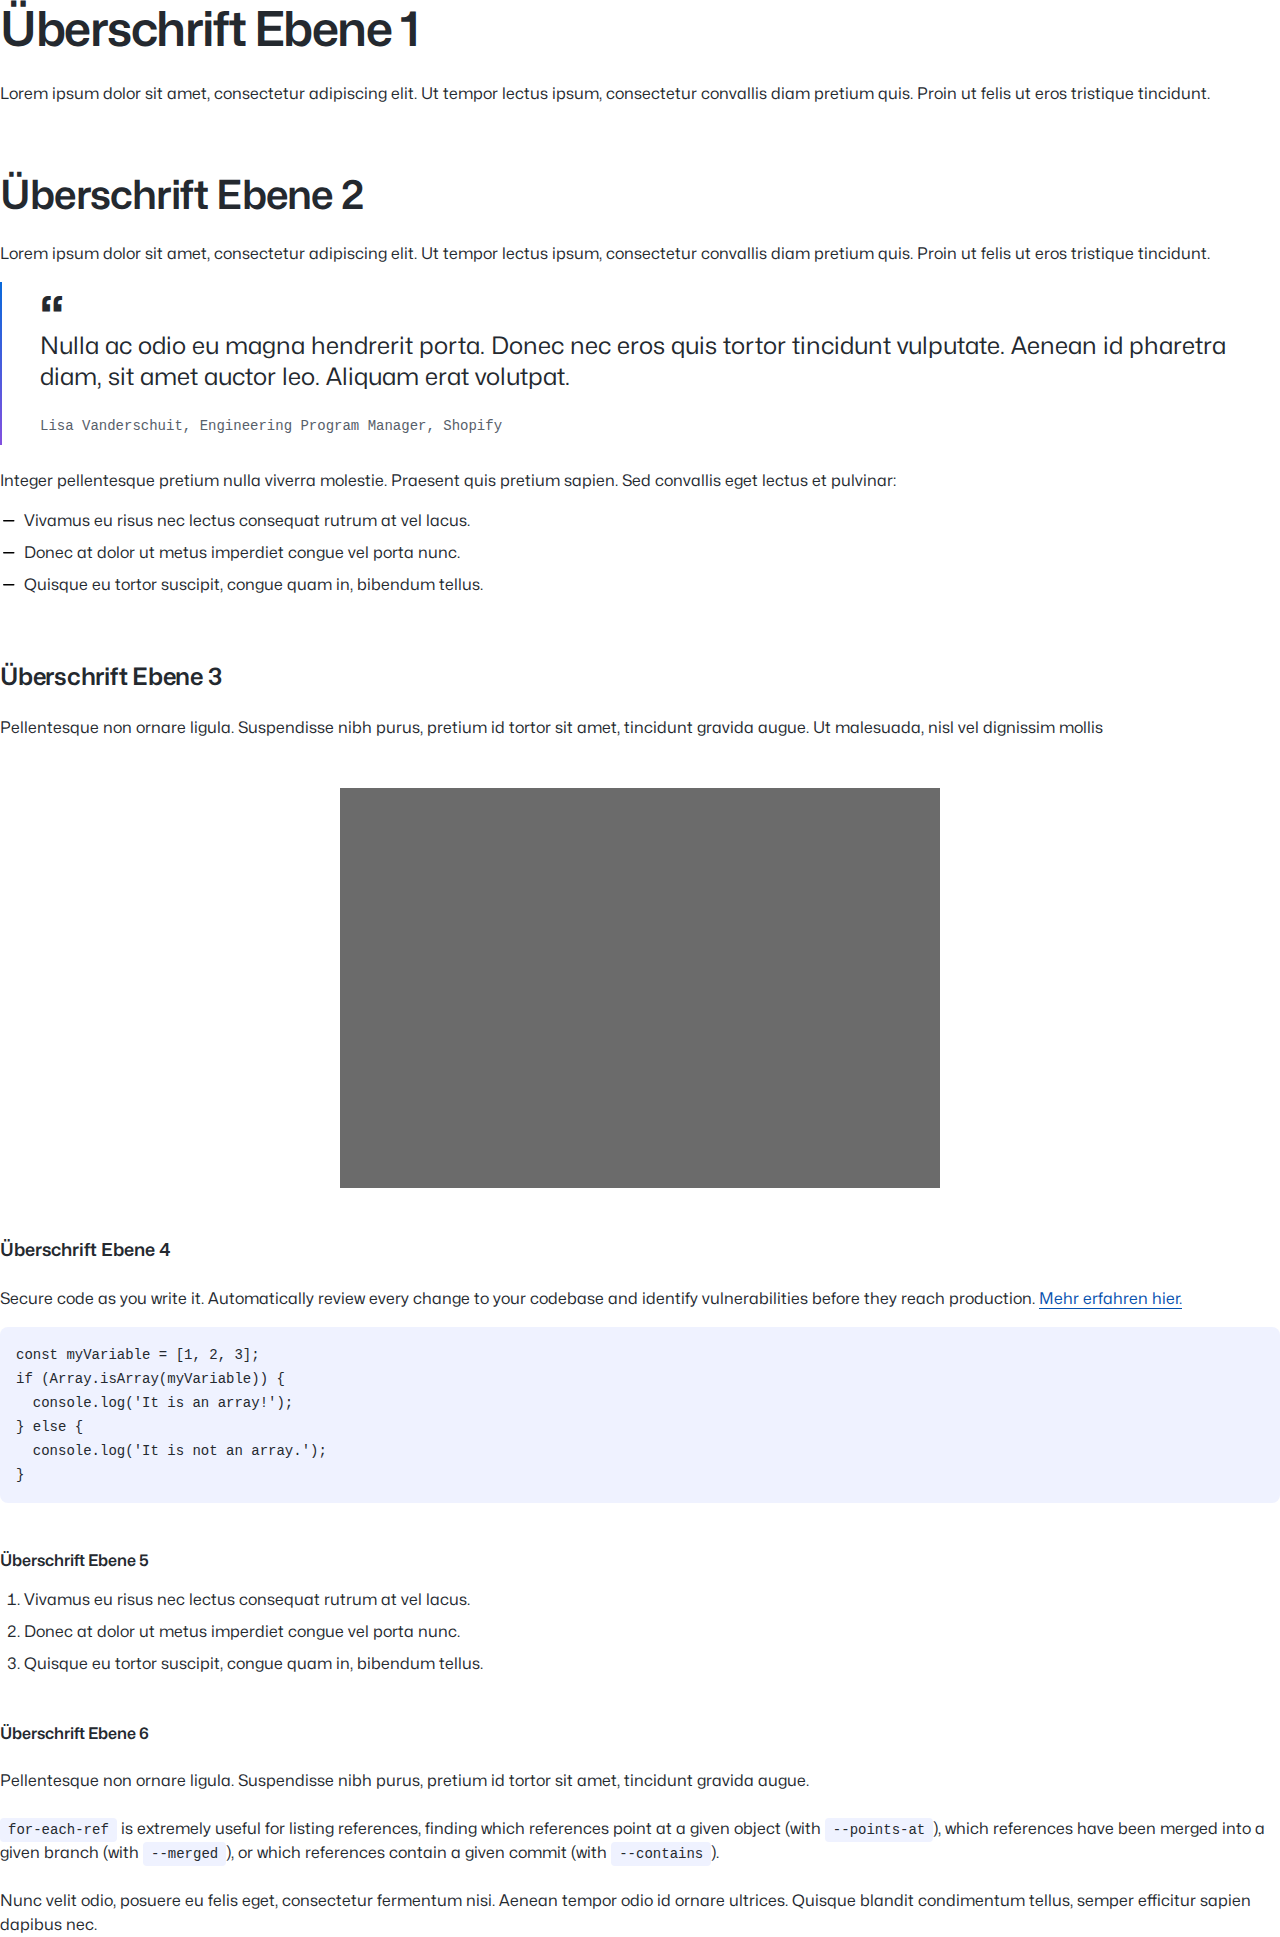 Überschrift Ebene 1
Lorem ipsum dolor sit amet, consectetur adipiscing elit. Ut tempor lectus ipsum, consectetur convallis diam pretium quis. Proin ut felis ut eros tristique tincidunt.
Überschrift Ebene 2
Lorem ipsum dolor sit amet, consectetur adipiscing elit. Ut tempor lectus ipsum, consectetur convallis diam pretium quis. Proin ut felis ut eros tristique tincidunt.
“
Nulla ac odio eu magna hendrerit porta. Donec nec eros quis tortor tincidunt vulputate. Aenean id pharetra
diam, sit amet auctor leo. Aliquam erat volutpat.
Lisa Vanderschuit, Engineering Program Manager, Shopify
Integer pellentesque pretium nulla viverra molestie. Praesent quis pretium sapien. Sed convallis eget lectus et pulvinar:
— Vivamus eu risus nec lectus consequat rutrum at vel lacus.
— Donec at dolor ut metus imperdiet congue vel porta nunc.
— Quisque eu tortor suscipit, congue quam in, bibendum tellus.
Überschrift Ebene 3
Pellentesque non ornare ligula. Suspendisse nibh purus, pretium id tortor sit amet, tincidunt gravida augue. Ut malesuada, nisl vel dignissim mollis
Überschrift Ebene 4
Secure code as you write it. Automatically review every change to your codebase and identify vulnerabilities before they reach production. Mehr erfahren hier.
const myVariable = [1, 2, 3];
if (Array.isArray(myVariable)) {
  console.log('It is an array!');
} else {
  console.log('It is not an array.');
}
Überschrift Ebene 5
1. Vivamus eu risus nec lectus consequat rutrum at vel lacus.
2. Donec at dolor ut metus imperdiet congue vel porta nunc.
3. Quisque eu tortor suscipit, congue quam in, bibendum tellus.
Überschrift Ebene 6
Pellentesque non ornare ligula. Suspendisse nibh purus, pretium id tortor sit amet, tincidunt gravida augue.
for-each-ref is extremely useful for listing references, finding which references point at a given object (with --points-at), which references have been merged into a
given branch (with --merged), or which references contain a given commit (with --contains).
Nunc velit odio, posuere eu felis eget, consectetur fermentum nisi. Aenean tempor odio id ornare ultrices. Quisque blandit condimentum tellus, semper efficitur sapien
dapibus nec.